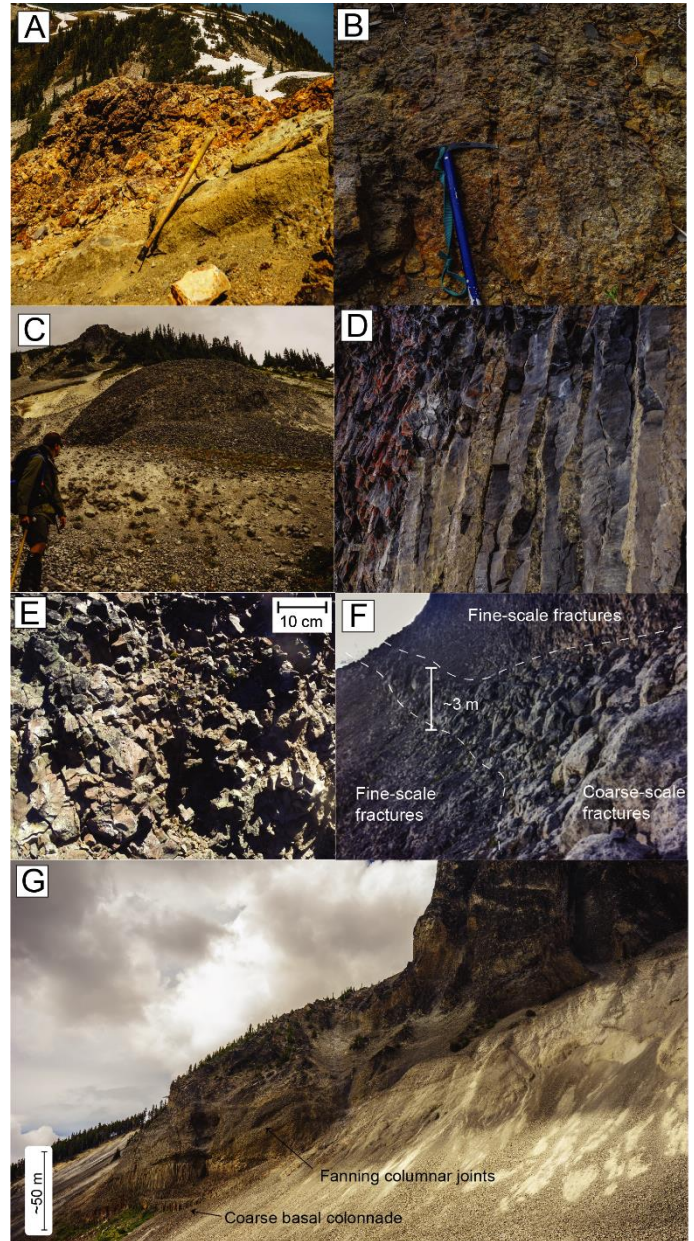 A
B
C
D
E
10 cm
F
Fine-scale fractures
~3 m
Fine-scale
fractures
Coarse-scale
fractures
G
~50 m
Fanning columnar joints
Coarse basal colonnade